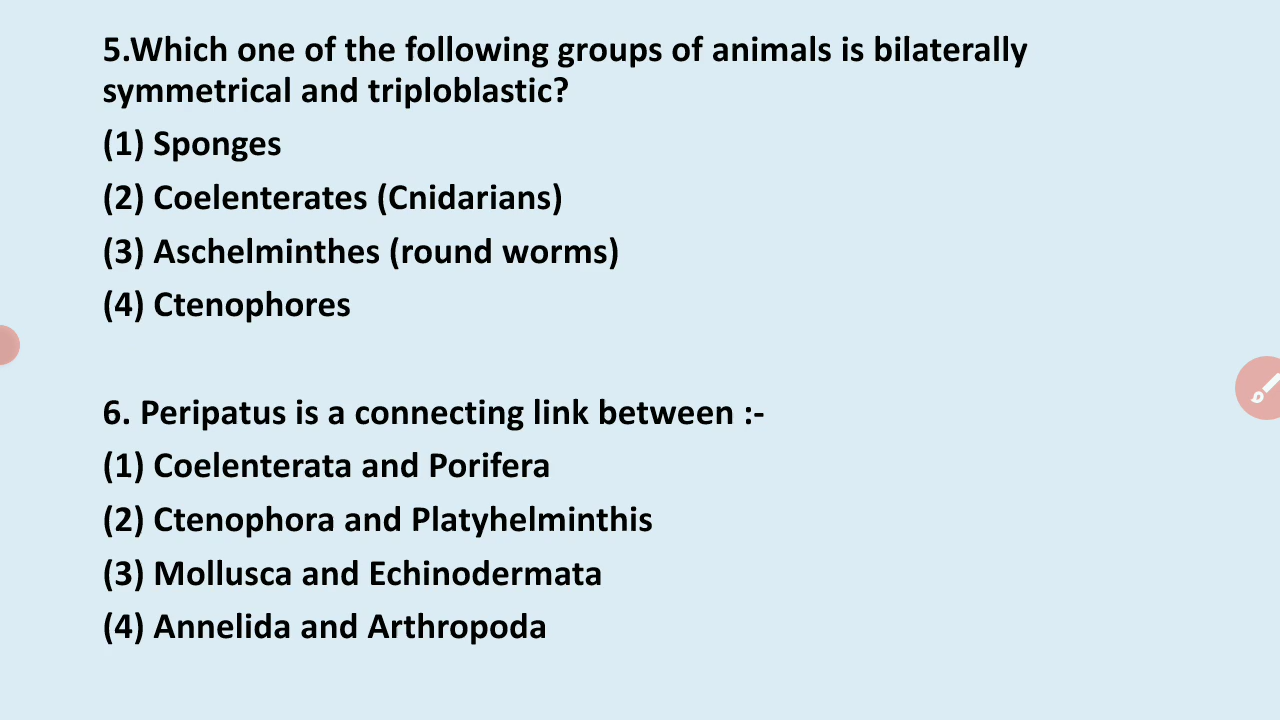 5.Which one of the following groups of animals is bilaterally
symmetrical and triploblastic?
(1) Sponges
(2) Coelenterates (Cnidarians)
(3) Aschelminthes (round worms)
(4) Ctenophores
6. Peripatus is a connecting link between :-
(1) Coelenterata and Porifera
(2) Ctenophora and Platyhelminthis
(3) Mollusca and Echinodermata
(4) Annelida and Arthropoda